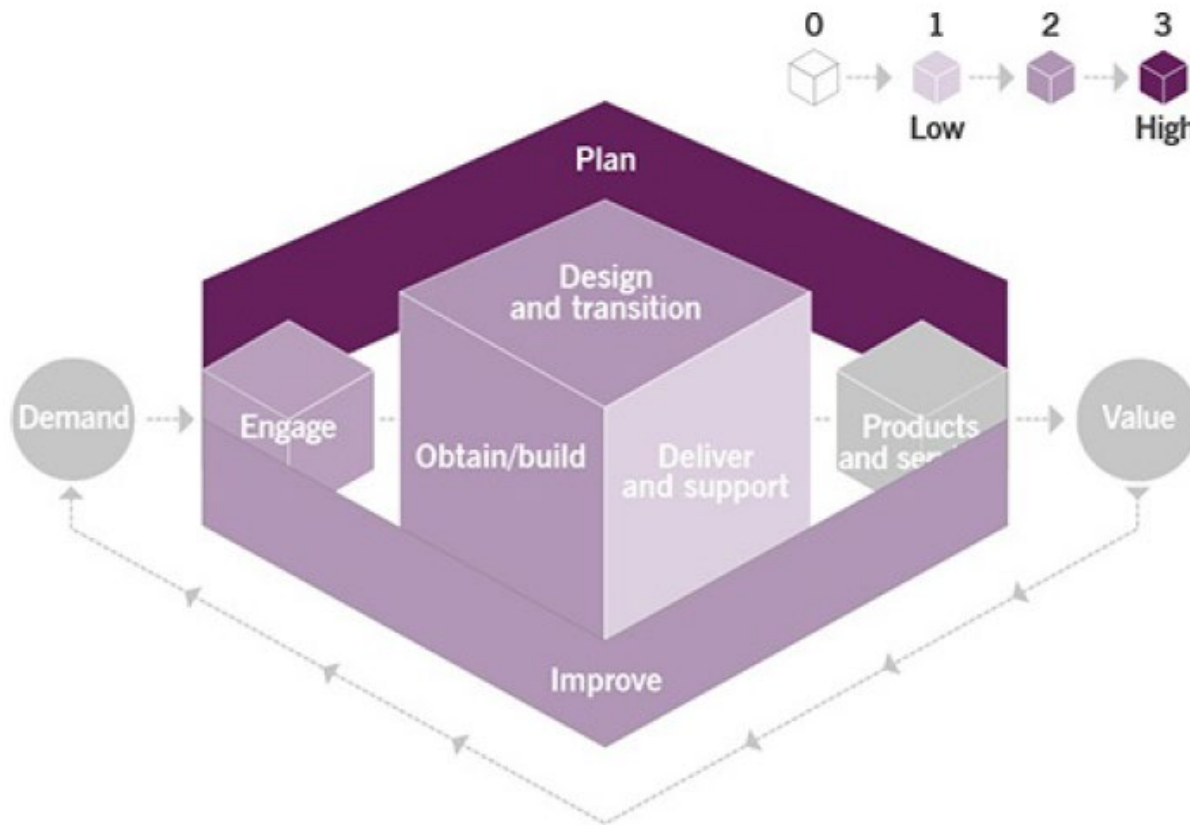 0 1 2 3
Low High
Plan
Design
and transition
Demand
Engage
Obtain/build
Deliver
and support
Products
and
Value
Improve